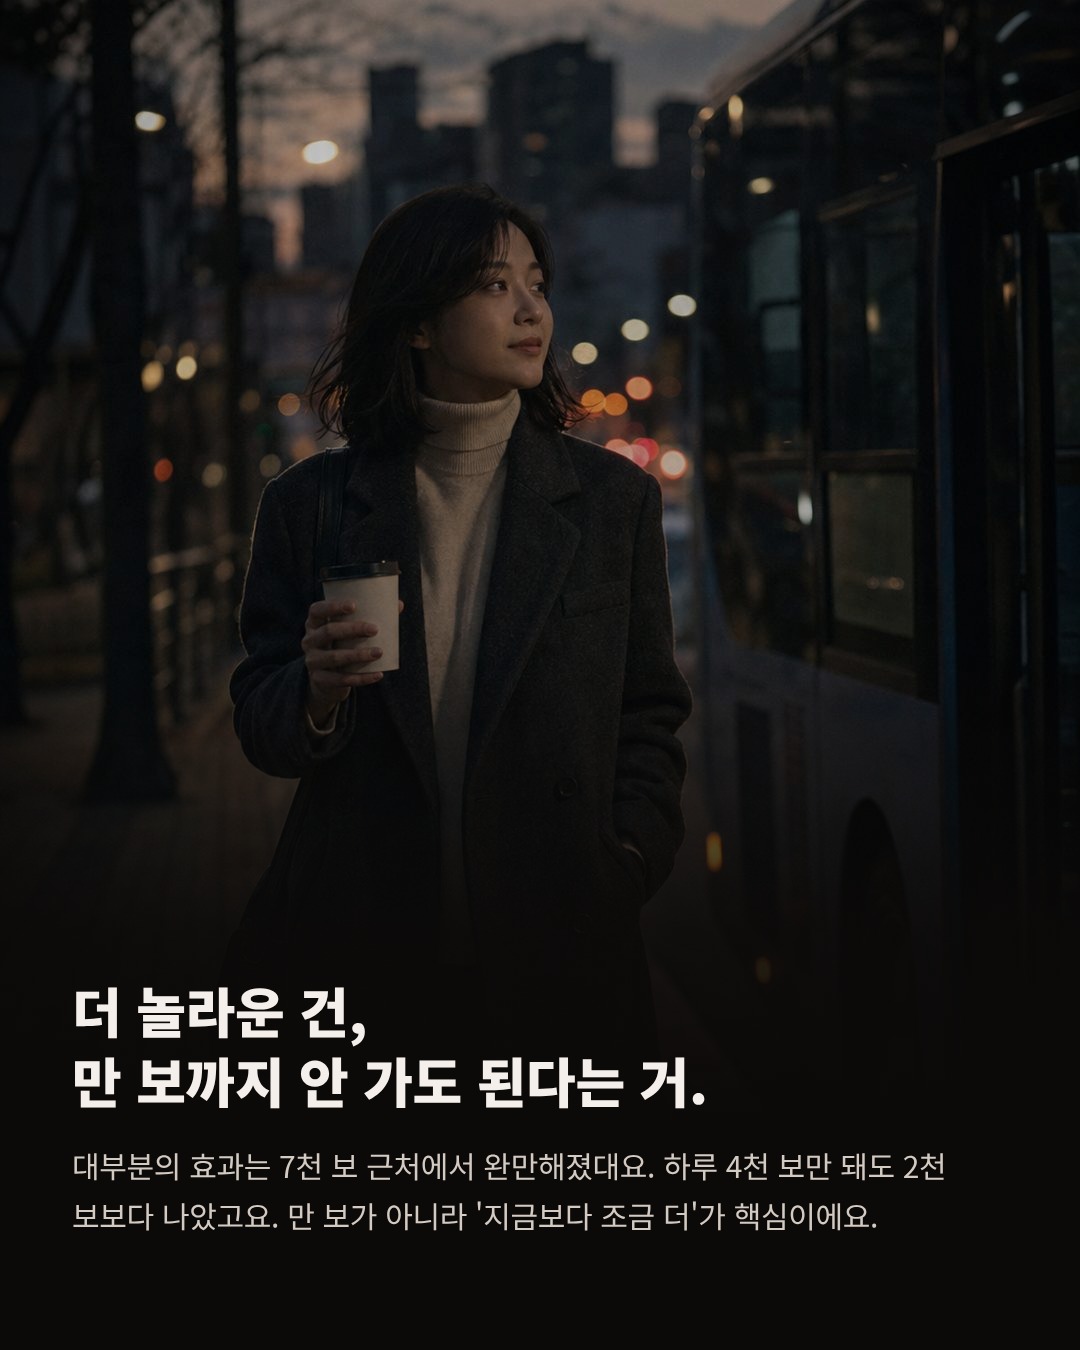 더 놀라운 건,
만 보까지 안 가도 된다는 거.
대부분의 효과는 7천 보 근처에서 완만해졌대요. 하루 4천 보만 돼도 2천
보보다 나았고요. 만 보가 아니라 '지금보다 조금 더'가 핵심이에요.